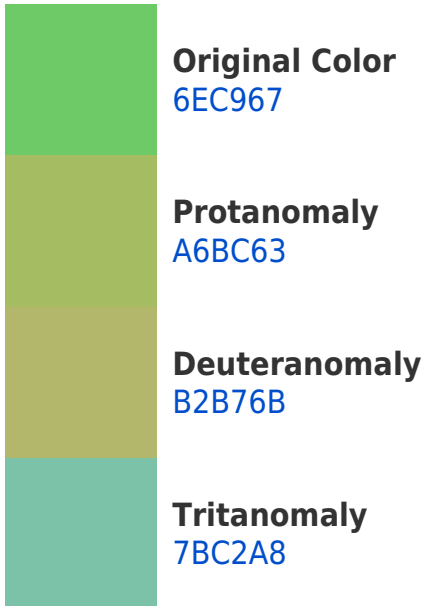 Original Color
6EC967
Protanomaly
A6BC63
Deuteranomaly
B2B76B
Tritanomaly
7BC2A8